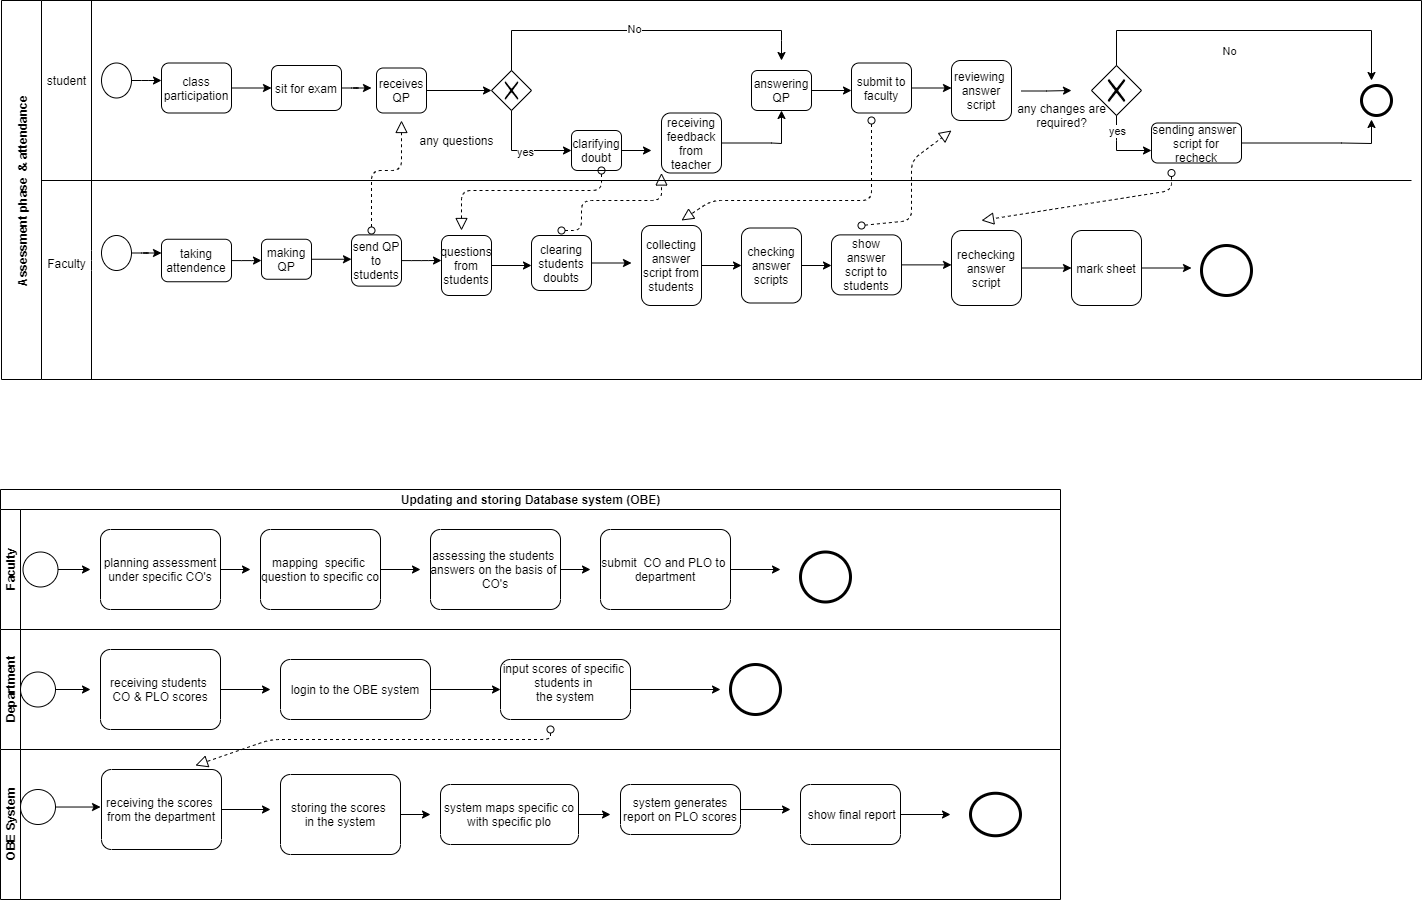 Assessment phase & attendance
student
class
participation
sit for exam
receives
QP
any questions
No
yes
clarifying
doubt
receiving
feedback
from
teacher
answering
QP
submit to
faculty
reviewing
answer
script
any changes are
required?
No
yes
sending answer
script for
recheck
Faculty
taking
attendence
making
QP
send QP
to
students
questions
from
students
clearing
students
doubts
collecting
answer
script from
students
checking
answer
scripts
show
answer
script to
students
rechecking
answer
script
mark sheet
Updating and storing Database system (OBE)
Faculty
planning assessment
under specific CO's
mapping specific
question to specific co
assessing the students
answers on the basis of
CO's
submit CO and PLO to
department
Department
receiving students
CO & PLO scores
login to the OBE system
input scores of specific
students in
the system
OBE System
receiving the scores
from the department
storing the scores
in the system
system maps specific co
with specific plo
system generates
report on PLO scores
show final report